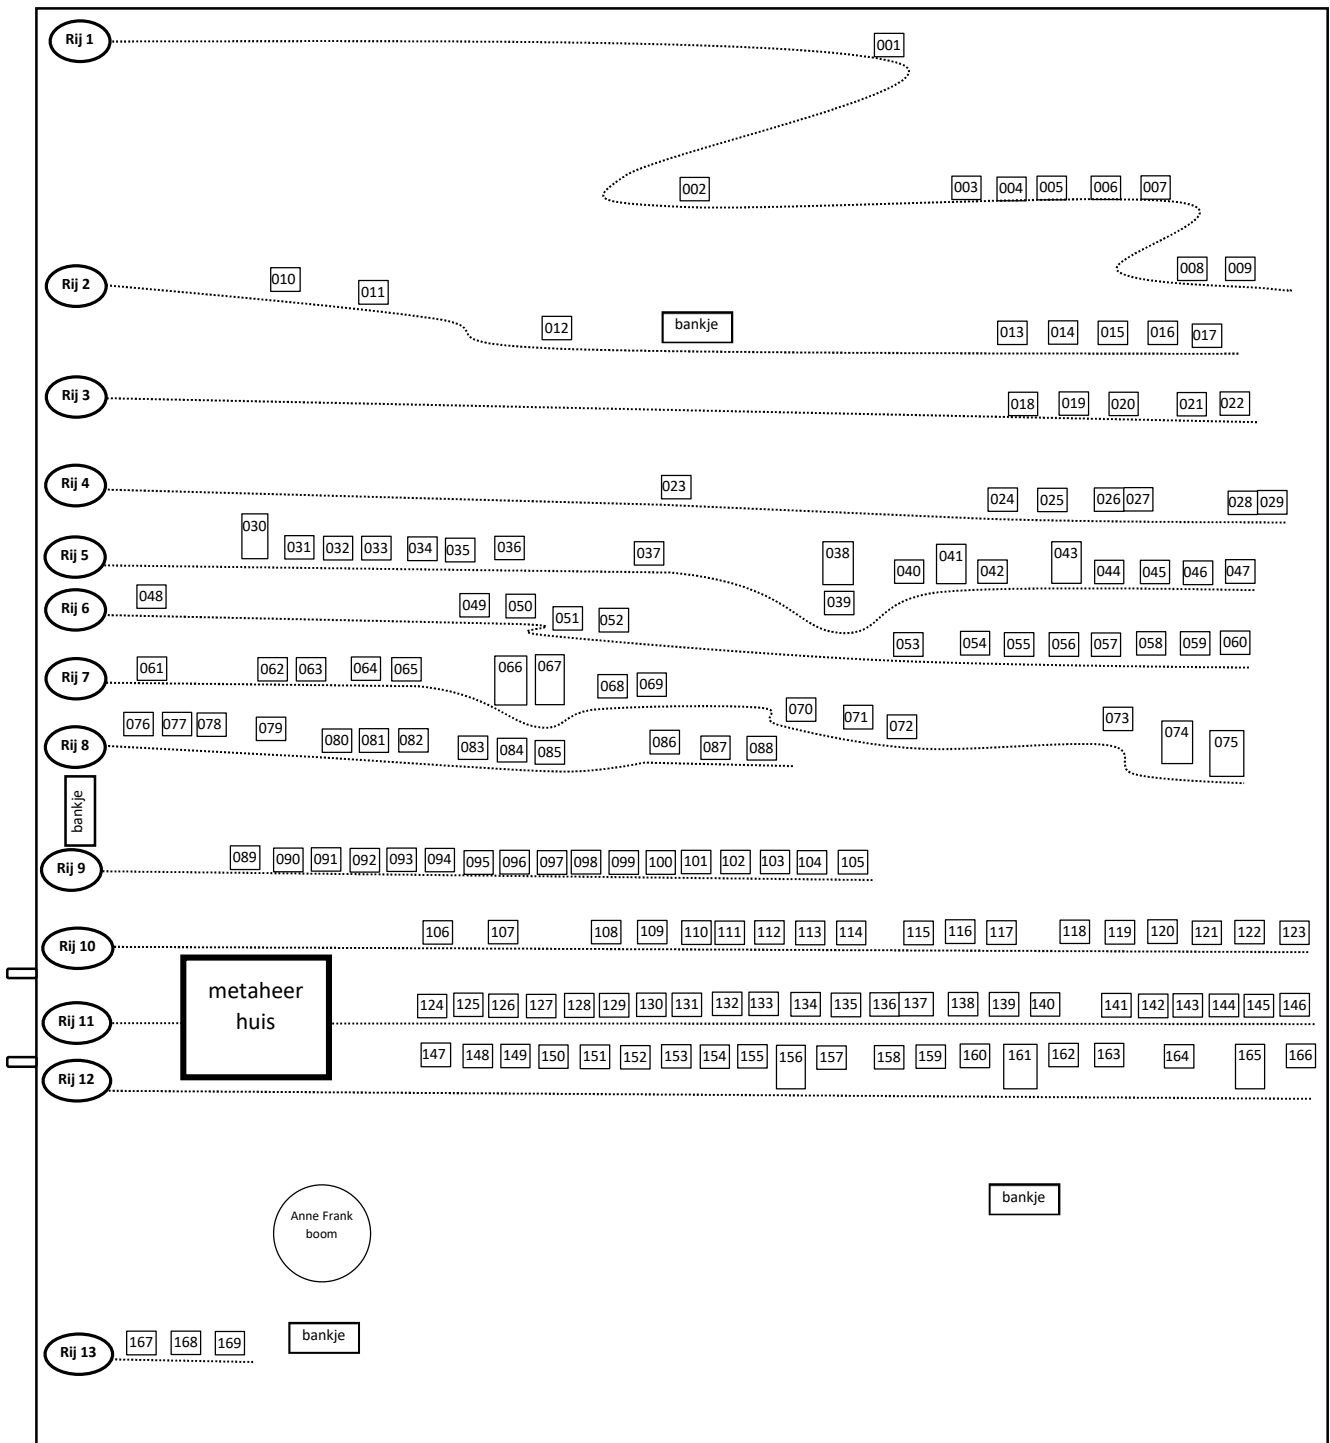 Rij 1
001
002
003 004 005 006 007
008 009
Rij 2
010
011
012
bankje
013 014 015 016 017
Rij 3
018 019 020 021 022
Rij 4
023
024 025 026 027 028 029
Rij 5
030
031 032 033 034 035 036 037 038
039
040 041 042 043 044 045 046 047
Rij 6
048 049 050 051 052
053 054 055 056 057 058 059 060
Rij 7
061 062 063 064 065 066 067 068 069
070 071 072 073 074 075
Rij 8
076 077 078 079 080 081 082 083 084 085 086 087 088
bankje
Rij 9
089 090 091 092 093 094 095 096 097 098 099 100 101 102 103 104 105
Rij 10
106 107 108 109 110 111 112 113 114 115 116 117 118 119 120 121 122 123
metaheer
huis
Rij 11
124 125 126 127 128 129 130 131 132 133 134 135 136 137 138 139 140 141 142 143 144 145 146
Rij 12
147 148 149 150 151 152 153 154 155 156 157 158 159 160 161 162 163 164 165 166
Anne Frank
boom
bankje
Rij 13
167 168 169
bankje